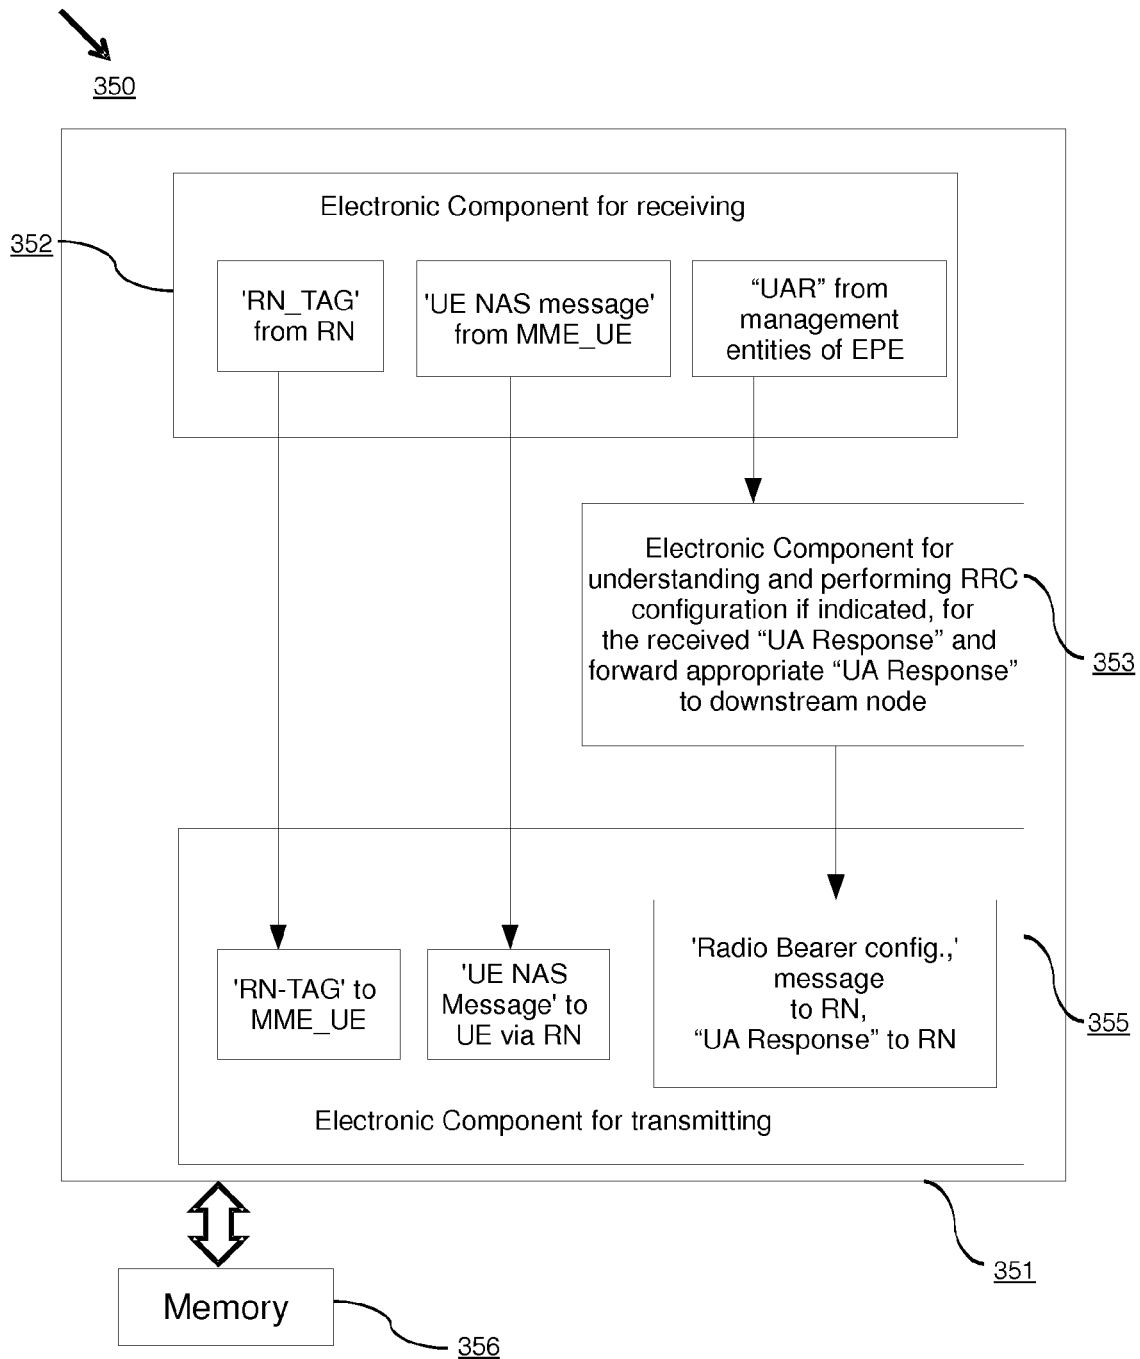 350
Electronic Component for receiving
352
'RN_TAG'
from RN
'UE NAS message'
from MME_UE
“UAR” from
management
entities of EPE
Electronic Component for
understanding and performing RRC
configuration if indicated, for
the received “UA Response” and
forward appropriate “UA Response”
to downstream node
353
'RN-TAG' to
MME_UE
'UE NAS
Message' to
UE via RN
'Radio Bearer config.,'
message
to RN,
“UA Response” to RN
355
Electronic Component for transmitting
351
Memory
356